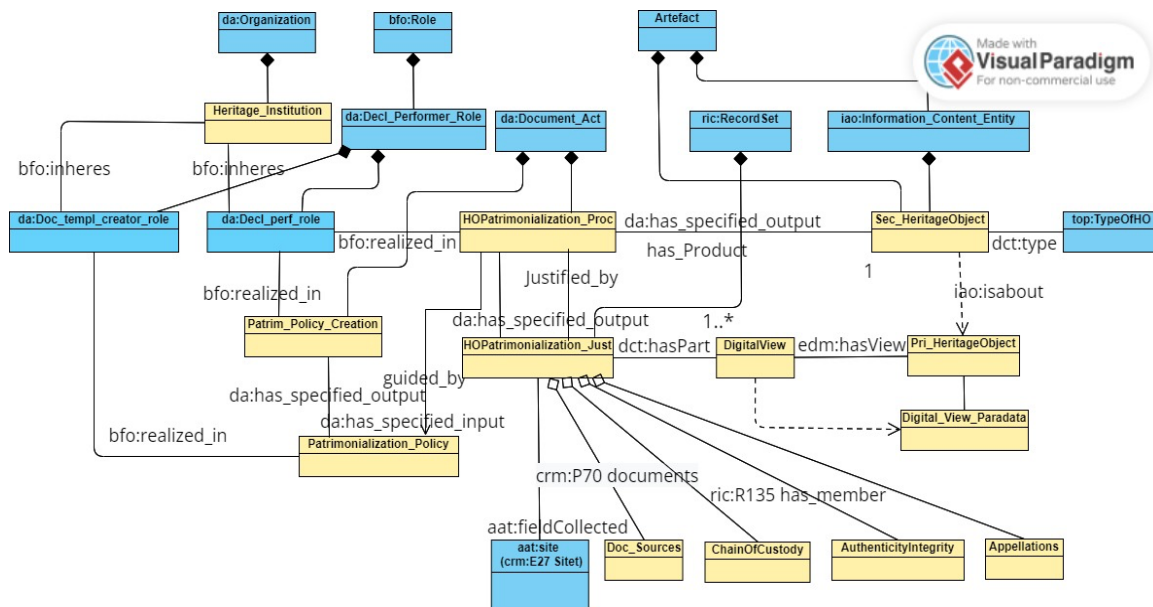 da:Organization
bfo:Role
Artefact
Made with
VisualParadigm
For non-commercial use
Heritage_Institution
da:Decl_Performer_Role
da:Document_Act
ric:RecordSet
iao:Information_Content_Entity
bfo:inheres
bfo:inheres
da:Doc_templ_creator_role
da:Decl_perf_role
HOPatrimonialization_Proc
da:has_specified_output
Sec_HeritageObject
top:TypeOfHO
bfo:realized_in
has_Product
dct:type
1
bfo:realized_in
Justified_by
iao:isabout
Patrim_Policy_Creation
da:has_specified_output
1..*
HOPatrimonialization_Just
dct:hasPart
DigitalView
edm:hasView
Pri_HeritageObject
guided_by
da:has_specified_output
da:has_specified_input
Digital_View_Paradata
bfo:realized_in
Patrimonialization_Policy
crm:P70 documents
ric:R135 has_member
aat:fieldCollected
aat:site
(crm:E27 Sitet)
Doc_Sources
ChainOfCustody
AuthenticityIntegrity
Appellations